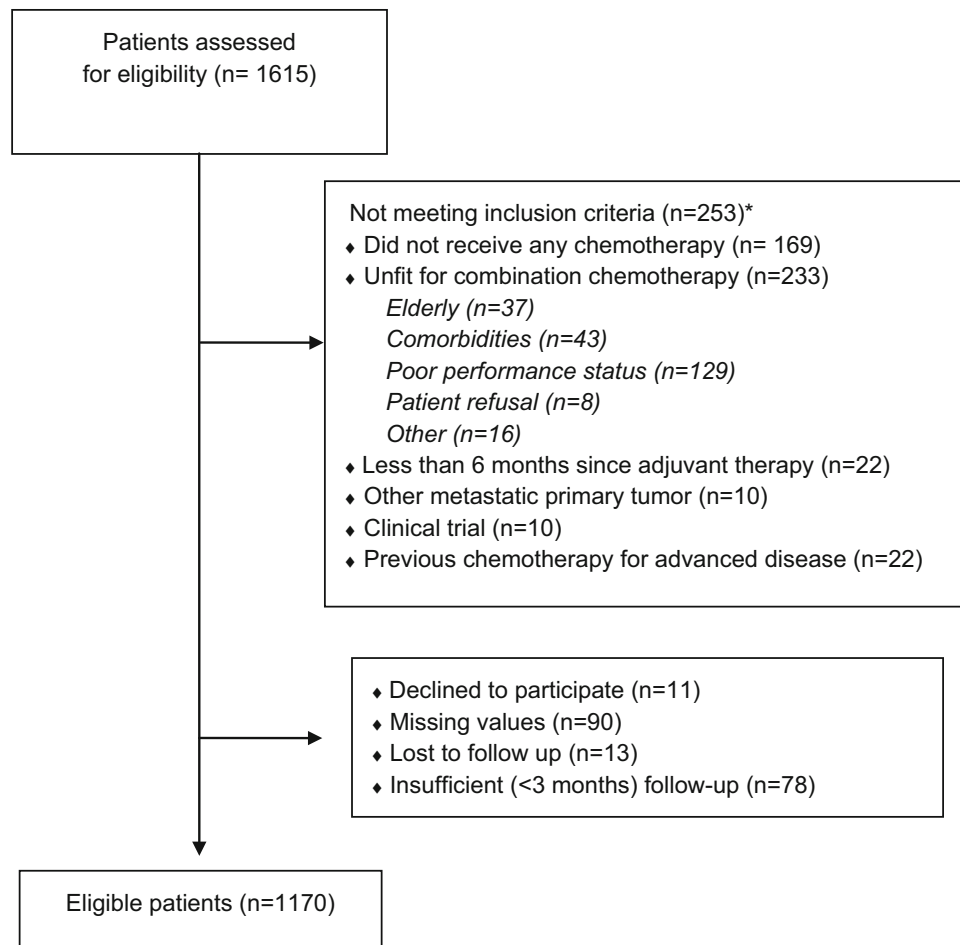 Patients assessed
for eligibility (n= 1615)
Not meeting inclusion criteria (n=253)*
♦ Did not receive any chemotherapy (n= 169)
♦ Unfit for combination chemotherapy (n=233)
Elderly (n=37)
Comorbidities (n=43)
Poor performance status (n=129)
Patient refusal (n=8)
Other (n=16)
♦ Less than 6 months since adjuvant therapy (n=22)
♦ Other metastatic primary tumor (n=10)
♦ Clinical trial (n=10)
♦ Previous chemotherapy for advanced disease (n=22)
♦ Declined to participate (n=11)
♦ Missing values (n=90)
♦ Lost to follow up (n=13)
♦ Insufficient (<3 months) follow-up (n=78)
Eligible patients (n=1170)